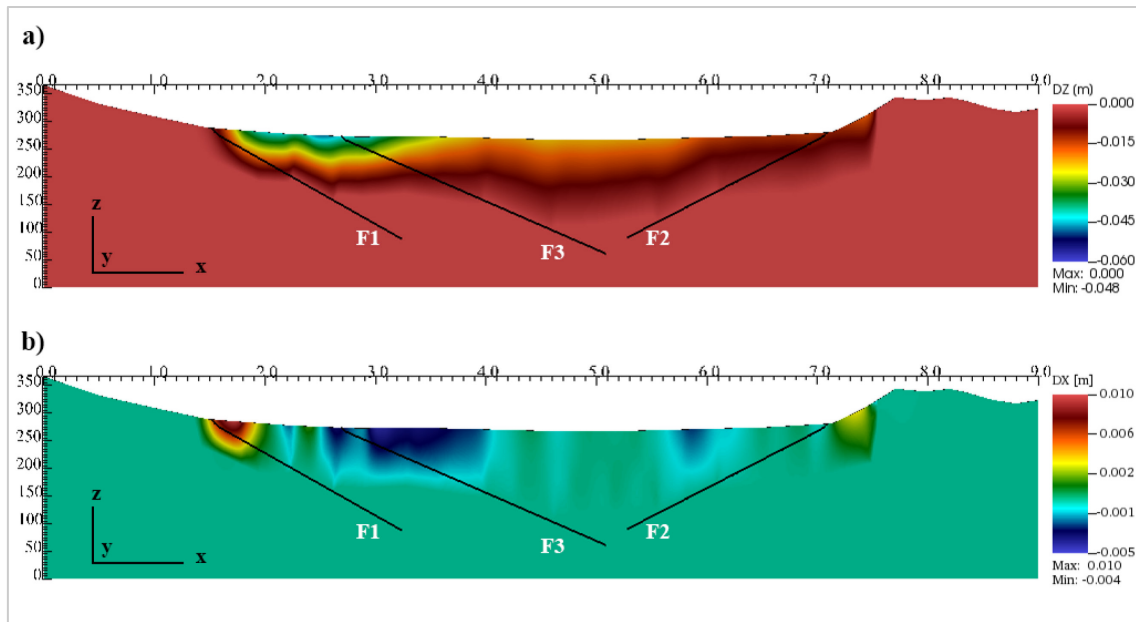 a)
0.0 1.0 2.0 3.0 4.0 5.0 6.0 7.0 8.0 9.0
DZ (m)
350
300
250
200
150
100
50
0
z
y
x
F1
F3
F2
0.000
-0.015
-0.030
-0.045
-0.060
Max: 0.000
Min: -0.048
b)
0.0 1.0 2.0 3.0 4.0 5.0 6.0 7.0 8.0 9.0
DX [m]
350
300
250
200
150
100
50
0
z
y
x
F1
F3
F2
0.010
0.006
0.002
-0.001
-0.005
Max: 0.010
Min: -0.004